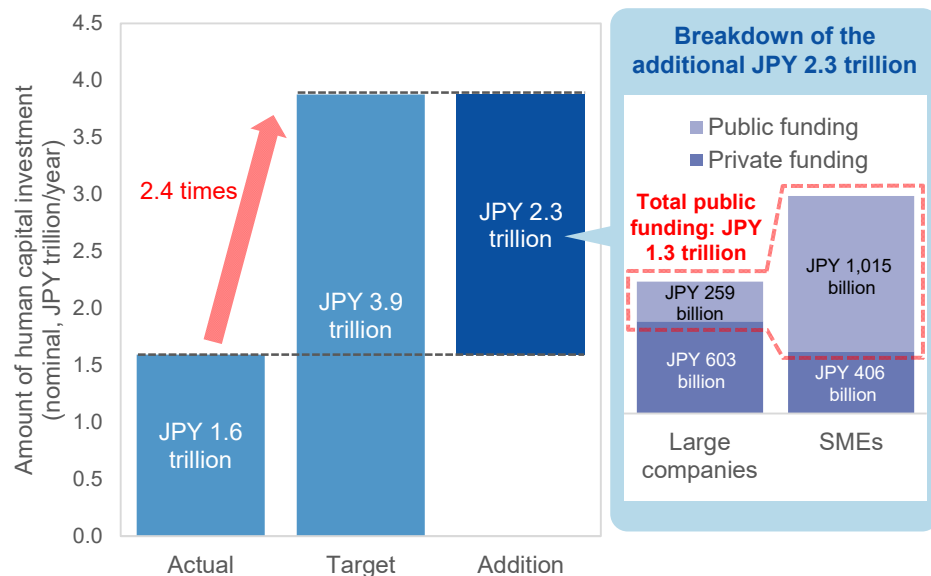 Amount of human capital investment
(nominal, JPY trillion/year)
4.5
4.0
3.5
3.0
2.5
2.0
1.5
1.0
0.5
0.0
2.4 times
JPY 1.6
trillion
JPY 3.9
trillion
JPY 2.3
trillion
Actual
Target
Addition
Breakdown of the
additional JPY 2.3 trillion
Public funding
Private funding
Total public
funding: JPY
1.3 trillion
JPY 259
billion
JPY 603
billion
JPY 1,015
billion
JPY 406
billion
Large
companies
SMEs